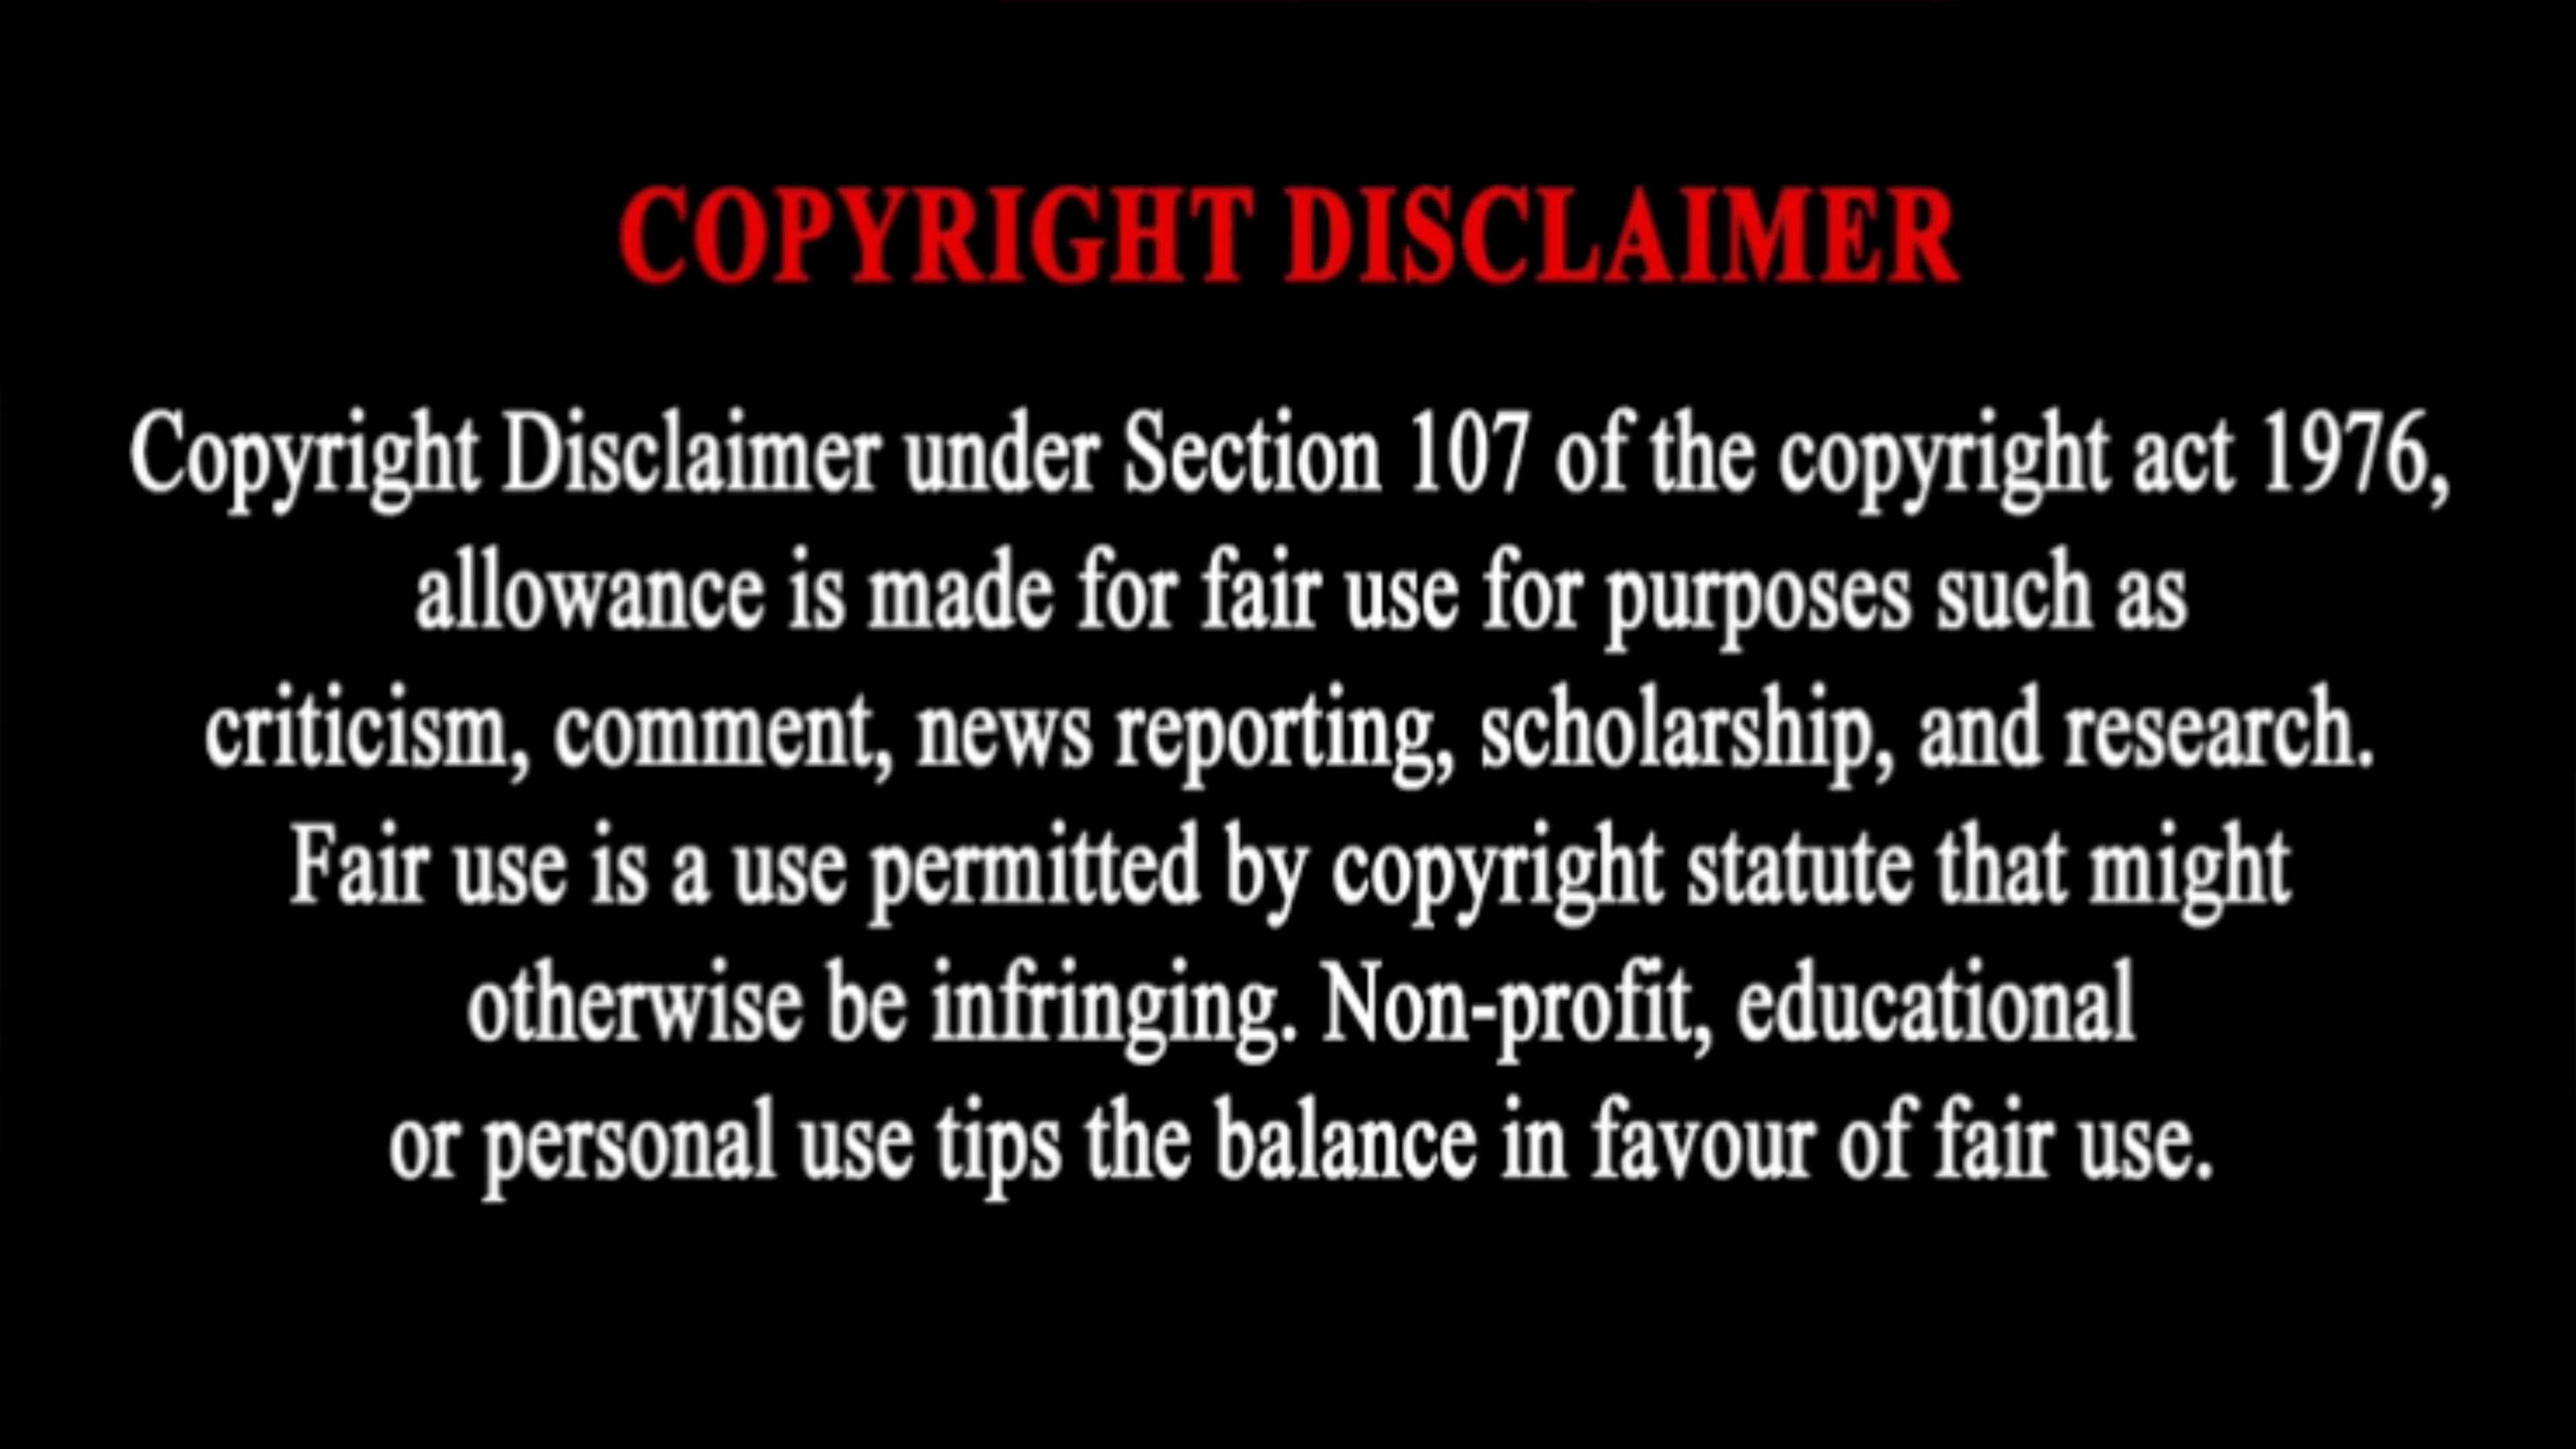 COPYRIGHT DISCLAIMER
Copyright Disclaimer under Section 107 of the copyright act 1976,
allowance is made for fair use for purposes such as
criticism, comment, news reporting, scholarship, and research.
Fair use is a use permitted by copyright statute that might
otherwise be infringing. Non-profit, educational
or personal use tips the balance in favour of fair use.